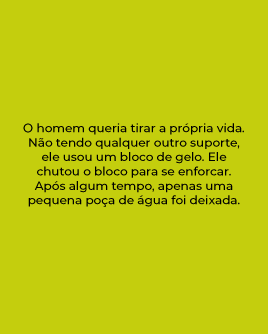 O homem queria tirar a própria vida.
Não tendo qualquer outro suporte,
ele usou um bloco de gelo. Ele
chutou o bloco para se enforcar.
Após algum tempo, apenas uma
pequena poça de água foi deixada.